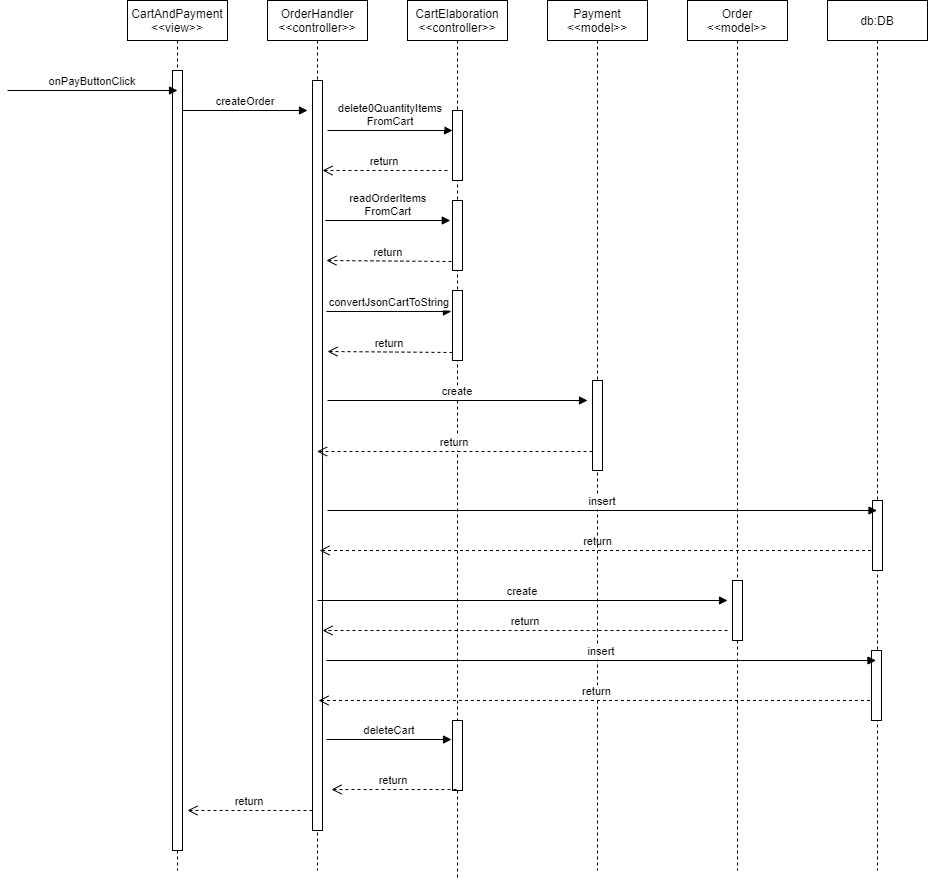 CartAndPayment
<<view>>
OrderHandler
<<controller>>
CartElaboration
<<controller>>
Payment
<<model>>
Order
<<model>>
db:DB
onPayButtonClick
createOrder
delete0QuantityItems
FromCart
return
readOrderItems
FromCart
return
convertJsonCartToString
return
create
return
insert
return
create
return
insert
return
deleteCart
return
return